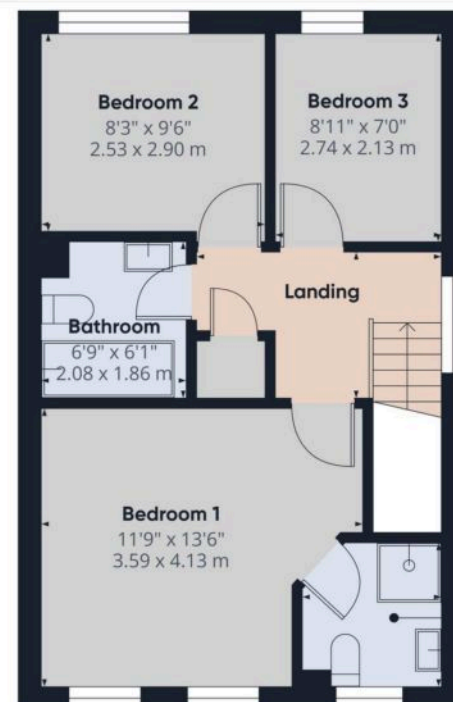 Bedroom 2
8'3" x 9'6"
2.53 x 2.90 m
Bedroom 3
8'11" x 7'0"
2.74 x 2.13 m
Landing
Bathroom
6'9" x 6'1"
2.08 x 1.86 m
Bedroom 1
11'9" x 13'6"
3.59 x 4.13 m